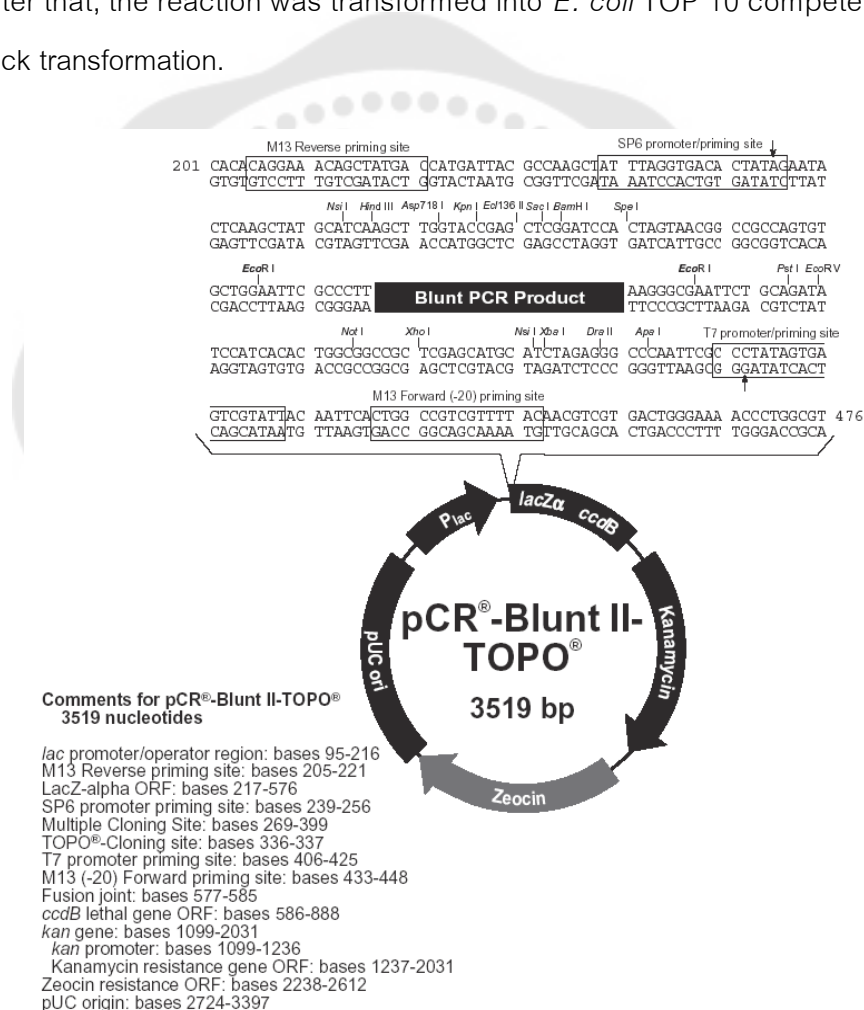 ter that, the reaction was transformed into E. coli TOP 10 compete
ck transformation.
M13 Reverse priming site
SP6 promoter/priming site
201 CACACAGGAA ACAGCTATGA CCATGATTAC GCCAAGCTAT TTAGGTGACA CTATAGAATA
GTGTGTCCTT TGTCGATACT GGTACTAATG CGGTTCGATA AATCCACTGT GATATCTTAT
Nsi I Hind III Asp718 I Kpn I Ecl136 II Sac I BamH I Spe I
CTCAAGCTAT GCATCAAGCT TGGTACCGAG CTCGGATCCA CTAGTAACGG CCGCCAGTGT
GAGTTCGATA CGTAGTTCGA ACCATGGCTC GAGCCTAGGT GATCATTGCC GGCGGTCACA
EcoR I EcoR I Pst I EcoR V
GCTGGAATTC GCCCTT Blunt PCR Product AAGGGCGAATTCT GCAGATA
CGACCTTAAG CGGGAA TTCCCGCTTAAGA CGTCTAT
Not I Xho I Nsi I Xba I Dra II Apa I T7 promoter/priming site
TCCATCACAC TGGCGGCCGC TCGAGCATGC ATCTAGAGGG CCCAATTCGC CCTATAGTGA
AGGTAGTGTG ACCGCCGGCG AGCTCGTACG TAGATCTCCC GGGTTAAGCG GGATATCACT
M13 Forward (-20) priming site
GTCGTATTAC AATTCACTGG CCGTCGTTTT ACAACGTCGT GACTGGGAAA ACCCTGGCGT 476
CAGCATAATG TTAAGTGACC GGCAGCAAAA TGTTGCAGCA CTGACCCTTT TGGGACCGCA
Plac
lacZα ccdB
Kanamycin
pUC ori
Zeocin
pCR®-Blunt II-
TOPO®
3519 bp
Comments for pCR®-Blunt II-TOPO®
3519 nucleotides
lac promoter/operator region: bases 95-216
M13 Reverse priming site: bases 205-221
LacZ-alpha ORF: bases 217-576
SP6 promoter priming site: bases 239-256
Multiple Cloning Site: bases 269-399
TOPO®-Cloning site: bases 336-337
T7 promoter priming site: bases 406-425
M13 (-20) Forward priming site: bases 433-448
Fusion joint: bases 577-585
ccdB lethal gene ORF: bases 586-888
kan gene: bases 1099-2031
kan promoter: bases 1099-1236
Kanamycin resistance gene ORF: bases 1237-2031
Zeocin resistance ORF: bases 2238-2612
pUC origin: bases 2724-3397